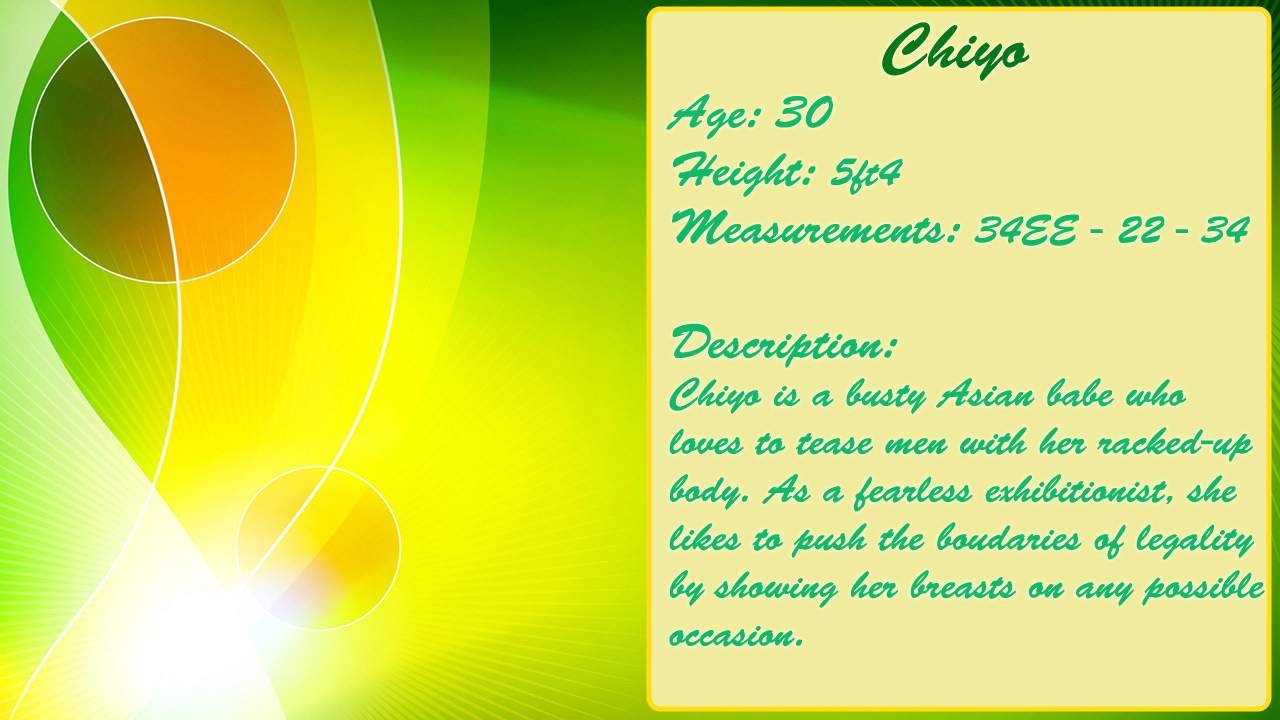 Chiyo
Age: 30
Height: 5ft4
Measurements: 34EE - 22 - 34
Description:
Chiyo is a busty Asian babe who
loves to tease men with her racked-up
body. As a fearless exhibitionist, she
likes to push the boudaries of legality
by showing her breasts on any possible
occasion.